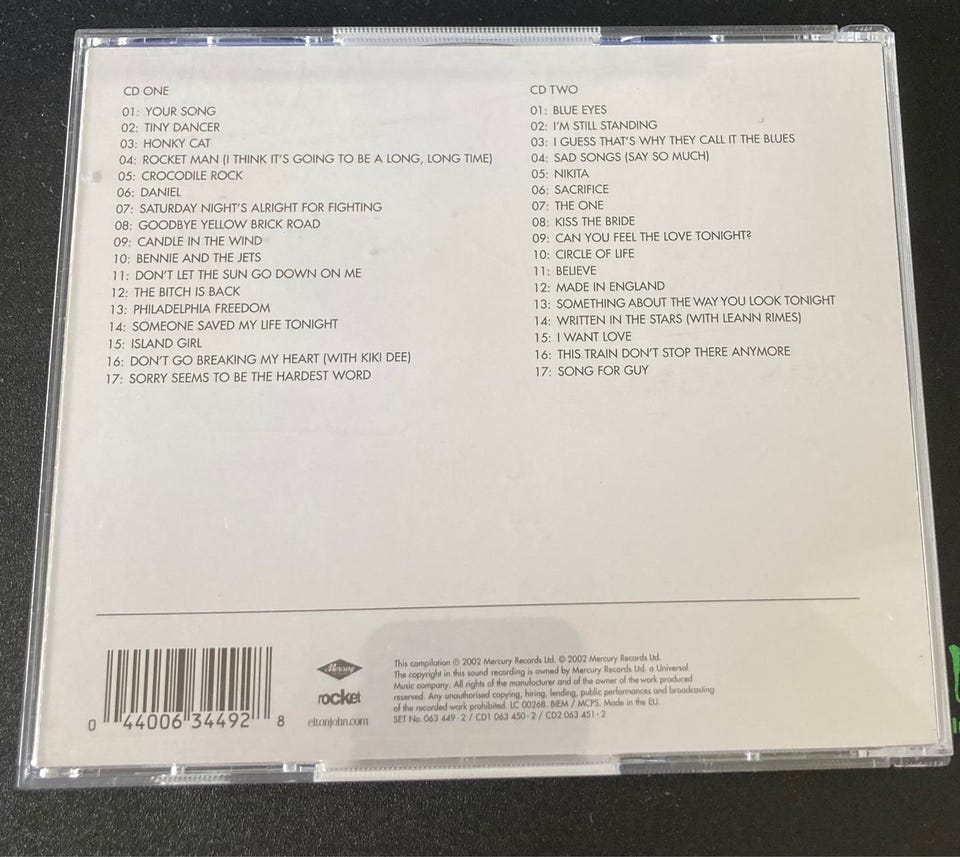 CD ONE
01: YOUR SONG
02: TINY DANCER
03: HONKY CAT
04: ROCKET MAN (I THINK IT'S GOING TO BE A LONG, LONG TIME)
05: CROCODILE ROCK
06: DANIEL
07: SATURDAY NIGHT'S ALRIGHT FOR FIGHTING
08: GOODBYE YELLOW BRICK ROAD
09: CANDLE IN THE WIND
10: BENNIE AND THE JETS
11: DON'T LET THE SUN GO DOWN ON ME
12: THE BITCH IS BACK
13: PHILADELPHIA FREEDOM
14: SOMEONE SAVED MY LIFE TONIGHT
15: ISLAND GIRL
16: DON'T GO BREAKING MY HEART (WITH KIKI DEE)
17: SORRY SEEMS TO BE THE HARDEST WORD
CD TWO
01: BLUE EYES
02: I'M STILL STANDING
03: I GUESS THAT'S WHY THEY CALL IT THE BLUES
04: SAD SONGS (SAY SO MUCH)
05: NIKITA
06: SACRIFICE
07: THE ONE
08: KISS THE BRIDE
09: CAN YOU FEEL THE LOVE TONIGHT?
10: CIRCLE OF LIFE
11: BELIEVE
12: MADE IN ENGLAND
13: SOMETHING ABOUT THE WAY YOU LOOK TONIGHT
14: WRITTEN IN THE STARS (WITH LEANN RIMES)
15: I WANT LOVE
16: THIS TRAIN DON'T STOP THERE ANYMORE
17: SONG FOR GUY
0 44006 34492 8
Mercury
rocket
eltonjohn.com
This compilation ℗ 2002 Mercury Records Ltd. © 2002 Mercury Records Ltd.
The copyright in this sound recording is owned by Mercury Records Ltd. a Universal
Music company. All rights of the manufacturer and of the owner of the work produced
reserved. Any unauthorised copying, hiring, lending, public performances and broadcasting
of the recorded work prohibited. LC 00268. BIEM / MCPS. Made in the EU.
SET No. 063 449-2 / CD1 063 450-2 / CD2 063 451-2